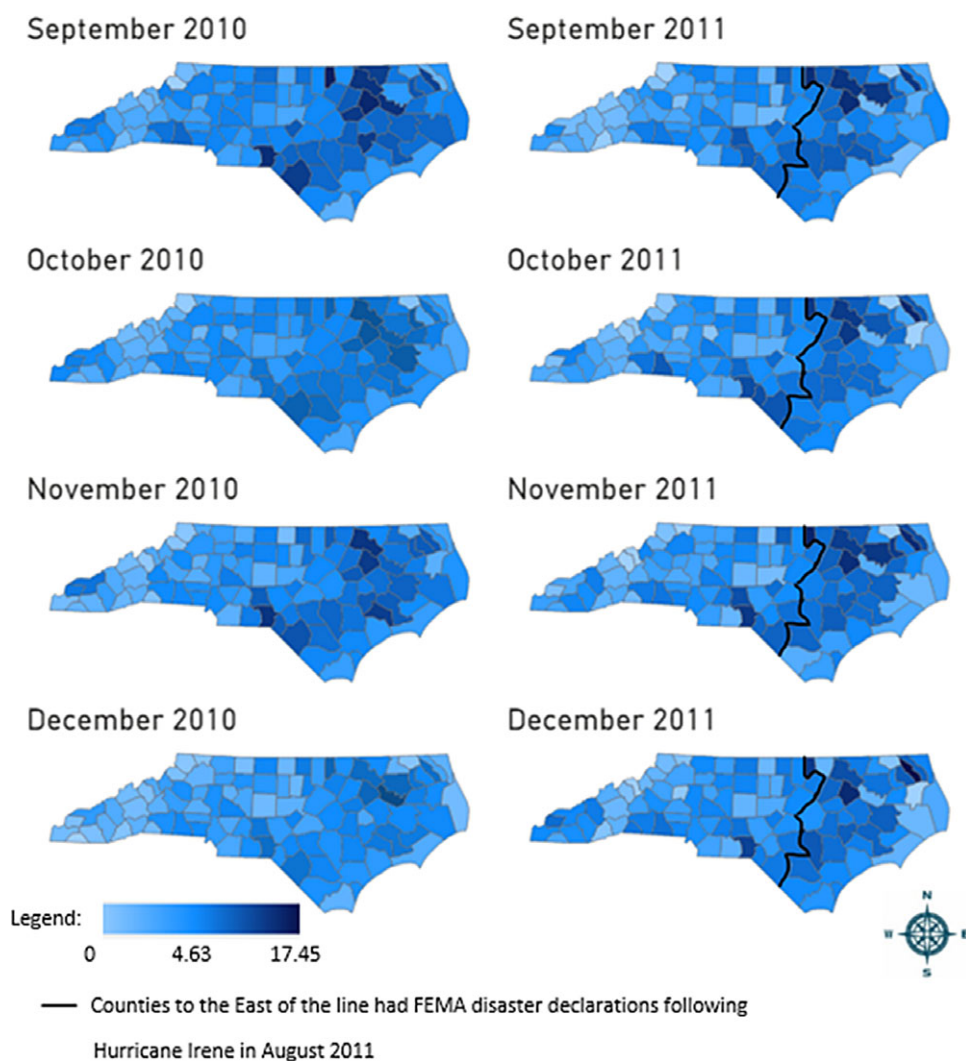 September 2010
September 2011
October 2010
October 2011
November 2010
November 2011
December 2010
December 2011
Legend:
0 4.63 17.45
N
W E
S
Counties to the East of the line had FEMA disaster declarations following
Hurricane Irene in August 2011